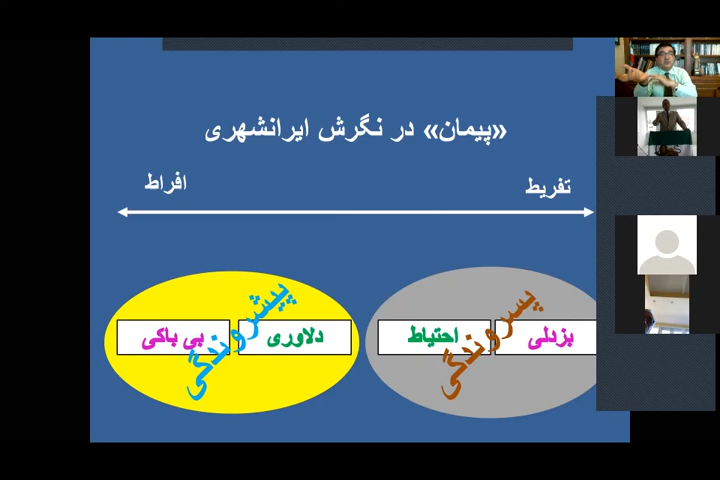 «پیمان» در نگرش ایرانشهری
تفریط
افراط
بزدلی
احتیاط
پسروندگی
دلاوری
بی باکی
پیشروندگی